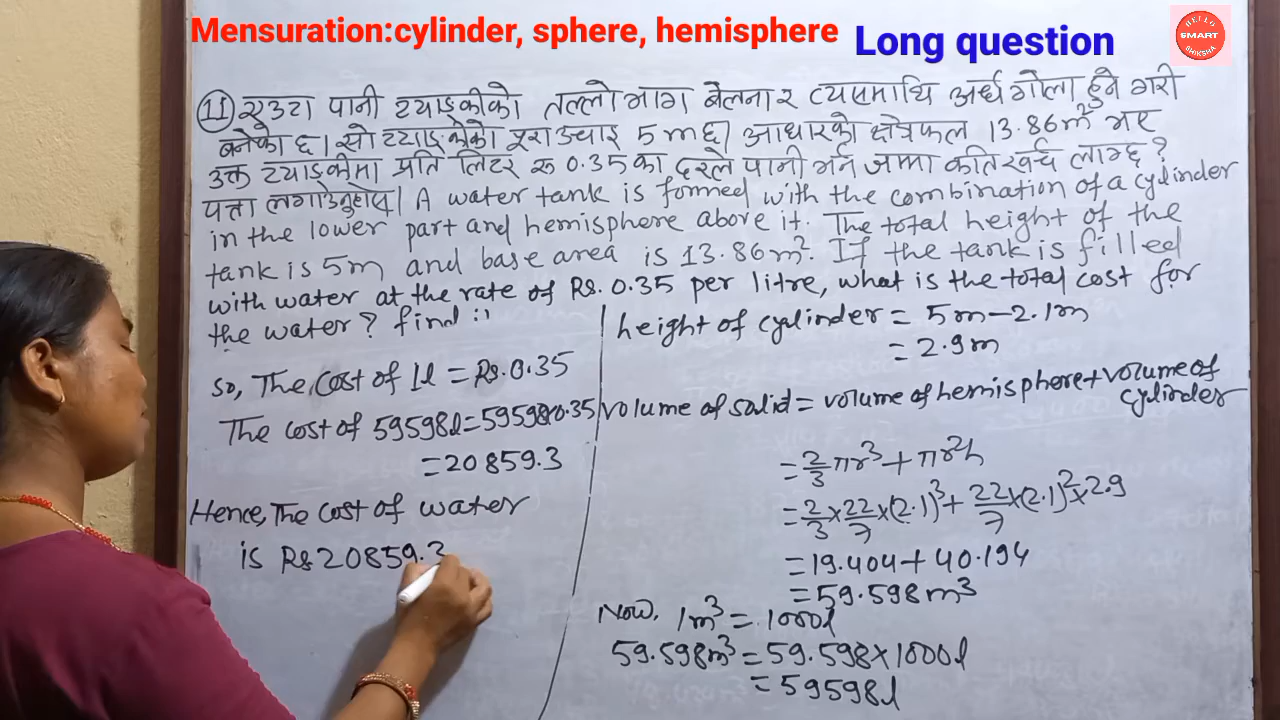 Mensuration:cylinder, sphere, hemisphere
Long question
HELLO
SMART
SHIKSHA
11 एउटा पानी ट्याङ्कीको तल्लो भाग बेलना र त्यसमाथि अर्ध गोला हुने गरी
बनेको छ। सो ट्याङ्कीको पूरा उचाइ 5 m छ। आधारको क्षेत्रफल 13.86m² भए
उक्त ट्याङ्कीमा प्रति लिटर रू 0.35 का दरले पानी भर्न जम्मा कति खर्च लाग्छ?
पत्ता लगाउनुहोस्। A water tank is formed with the combination of a cylinder
in the lower part and hemisphere above it. The total height of the
tank is 5m and base area is 13.86 m². If the tank is filled
with water at the rate of Rs. 0.35 per litre, what is the total cost for
the water? find :'
so, The cost of 1l = Rs. 0.35
The cost of 59598l = 59598x0.35
= 20859.3
Hence, The cost of water
is Rs 20859.3
height of cylinder = 5m - 2.1m
= 2.9m
volume of solid = volume of hemisphere + volume of
cylinder
= 2/3 πr³ + πr²h
= 2/3 × 22/7 × (2.1)³ + 22/7 × (2.1)² × 2.9
= 19.404 + 40.194
= 59.598 m³
Now, 1m³ = 1000l
59.598m³ = 59.598 × 1000l
= 59598l